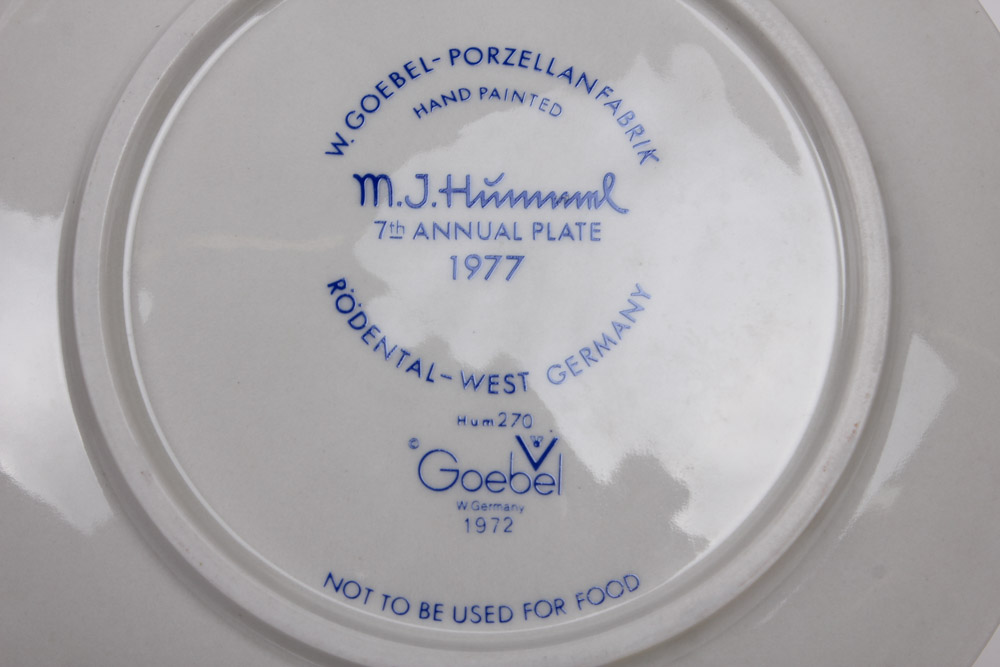 W. GOEBEL-PORZELLANFABRIK
HAND PAINTED
M.J.Hummel
7th ANNUAL PLATE
1977
RÖDENTAL-WEST GERMANY
Hum 270
© Goebel
W. Germany
1972
NOT TO BE USED FOR FOOD